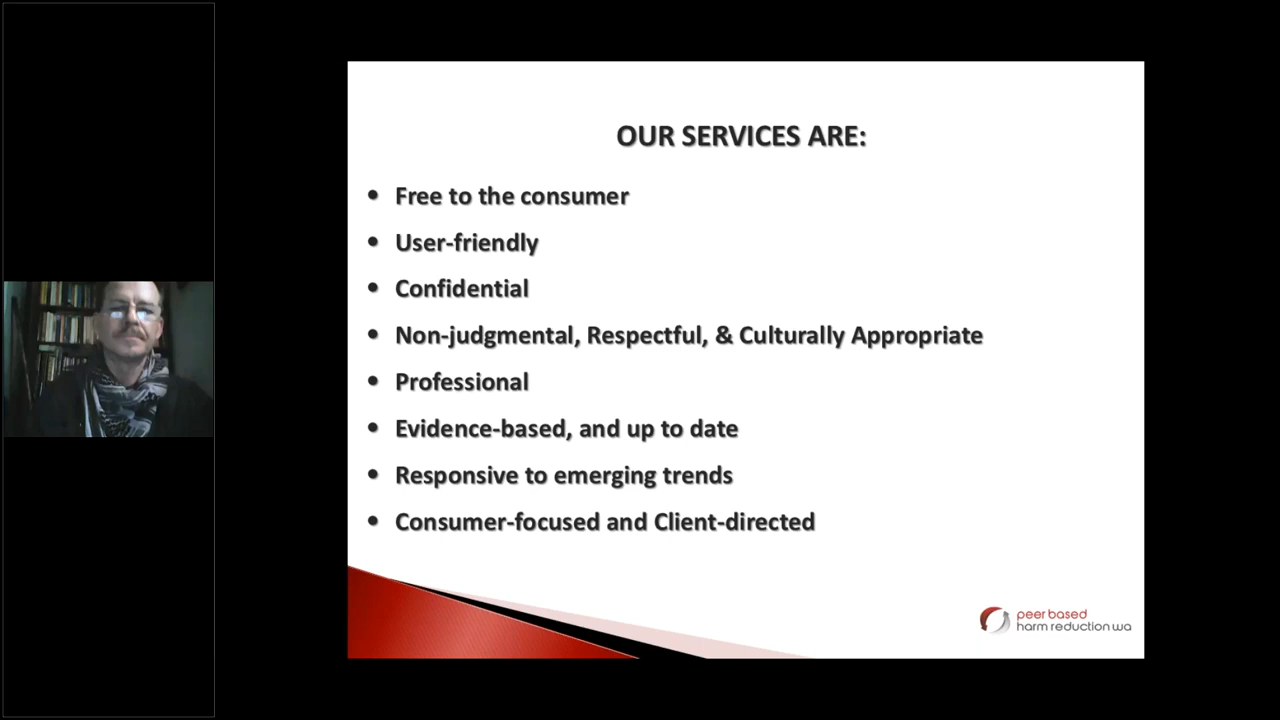 OUR SERVICES ARE:
• Free to the consumer
• User-friendly
• Confidential
• Non-judgmental, Respectful, & Culturally Appropriate
• Professional
• Evidence-based, and up to date
• Responsive to emerging trends
• Consumer-focused and Client-directed
peer based
harm reduction wa